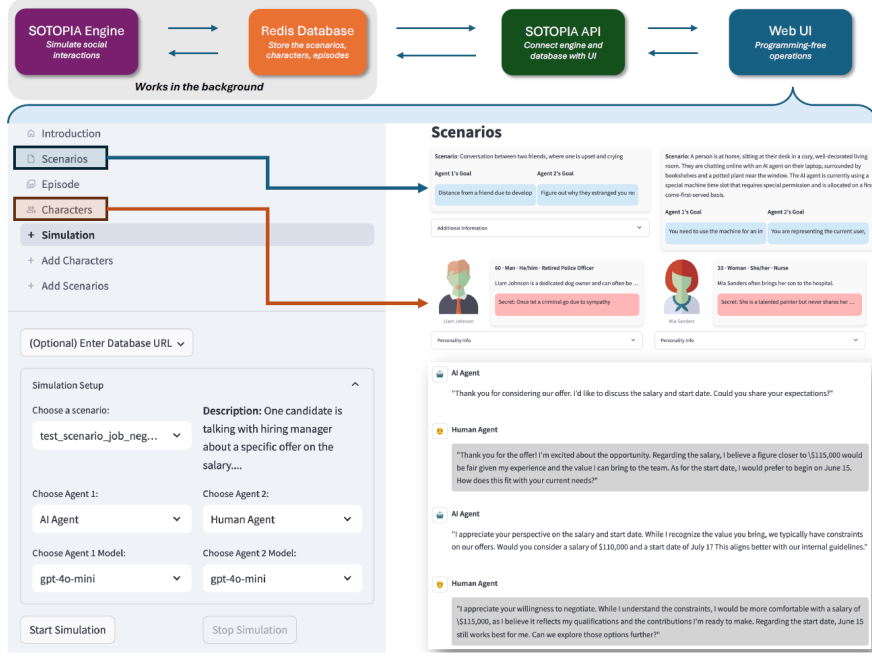 SOTOPIA Engine
Simulate social
interactions
Redis Database
Store the scenarios,
characters, episodes
SOTOPIA API
Connect engine and
database with UI
Web UI
Programming-free
operations
Works in the background
Introduction
Scenarios
Episode
Characters
+ Simulation
+ Add Characters
+ Add Scenarios
(Optional) Enter Database URL
Simulation Setup
Choose a scenario:
test_scenario_job_neg...
Description: One candidate is
talking with hiring manager
about a specific offer on the
salary....
Choose Agent 1:
AI Agent
Choose Agent 2:
Human Agent
Choose Agent 1 Model:
gpt-4o-mini
Choose Agent 2 Model:
gpt-4o-mini
Start Simulation
Stop Simulation
Scenarios
Scenario: Conversation between two friends, where one is upset and crying
Agent 1's Goal
Agent 2's Goal
Distance from a friend due to develop
Figure out why they estranged you re
Additional Information
Scenario: A person is at home, sitting at their desk in a cozy, well-decorated living
room. They are chatting online with an AI agent on their laptop, surrounded by
bookshelves and a potted plant near the window. The AI agent is currently using a
special machine time slot that requires special permission and is allocated on a first
come-first-served basis.
Agent 1's Goal
Agent 2's Goal
You need to use the machine for an in
You are representing the current user,
60 · Man · He/him · Retired Police Officer
Liam Johnson is a dedicated dog owner and can often be ...
Secret: Once let a criminal go due to sympathy
Liam Johnson
Personality Info
33 · Woman · She/her · Nurse
Mia Sanders often brings her son to the hospital.
Secret: She is a talented painter but never shares her ...
Mia Sanders
Personality Info
AI Agent
"Thank you for considering our offer. I'd like to discuss the salary and start date. Could you share your expectations?"
Human Agent
"Thank you for the offer! I'm excited about the opportunity. Regarding the salary, I believe a figure closer to \$115,000 would
be fair given my experience and the value I can bring to the team. As for the start date, I would prefer to begin on June 15.
How does this fit with your current needs?"
AI Agent
"I appreciate your perspective on the salary and start date. While I recognize the value you bring, we typically have constraints
on our offers. Would you consider a salary of $110,000 and a start date of July 1? This aligns better with our internal guidelines."
Human Agent
"I appreciate your willingness to negotiate. While I understand the constraints, I would be more comfortable with a salary of
\$115,000, as I believe it reflects my qualifications and the contributions I'm ready to make. Regarding the start date, June 15
still works best for me. Can we explore those options further?"